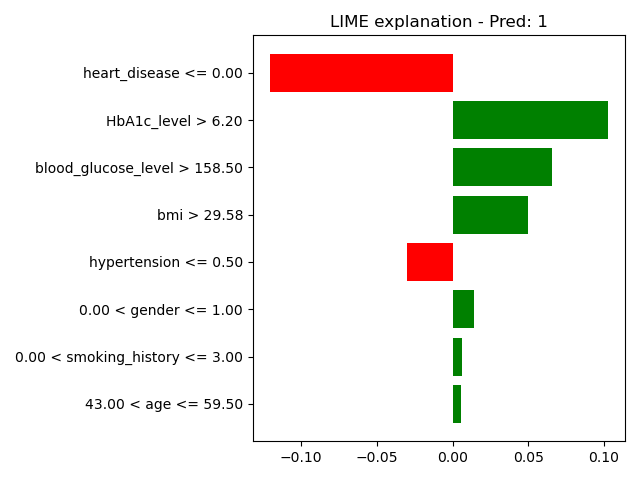 LIME explanation - Pred: 1
heart_disease <= 0.00
HbA1c_level > 6.20
blood_glucose_level > 158.50
bmi > 29.58
hypertension <= 0.50
0.00 < gender <= 1.00
0.00 < smoking_history <= 3.00
43.00 < age <= 59.50
−0.10 −0.05 0.00 0.05 0.10